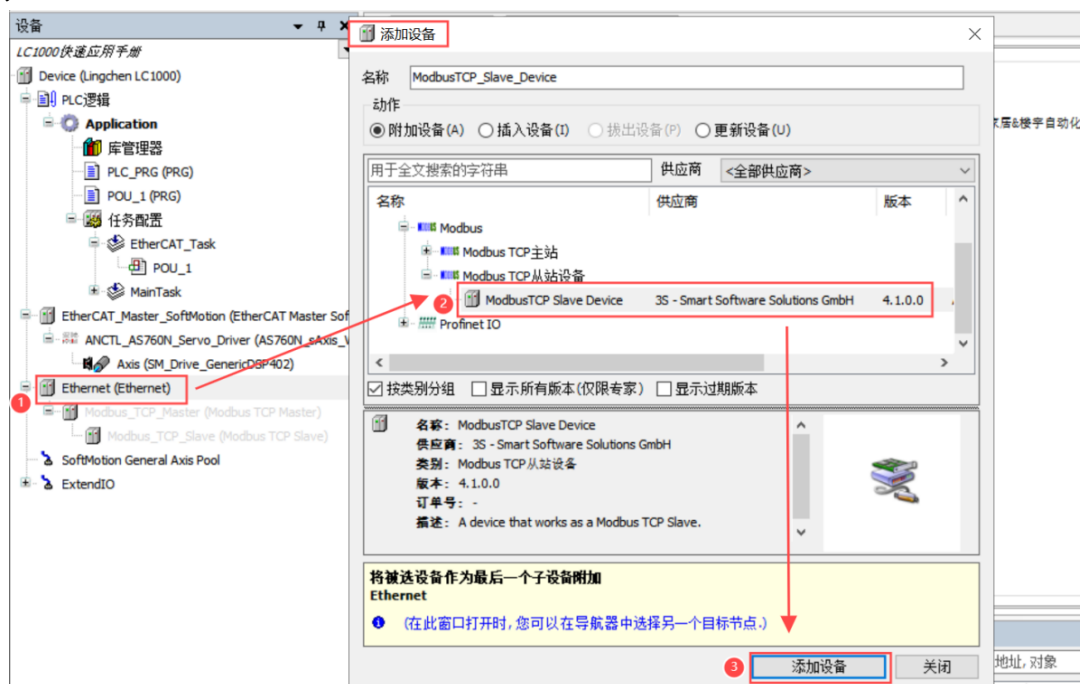 设备
LC1000快速应用手册
Device (Lingchen LC1000)
PLC逻辑
Application
库管理器
PLC_PRG (PRG)
POU_1 (PRG)
任务配置
EtherCAT_Task
POU_1
MainTask
EtherCAT_Master_SoftMotion (EtherCAT Master Sof
ANCTL_AS760N_Servo_Driver (AS760N_sAxis_V
Axis (SM_Drive_GenericDSP402)
1
Ethernet (Ethernet)
Modbus_TCP_Master (Modbus TCP Master)
Modbus_TCP_Slave (Modbus TCP Slave)
SoftMotion General Axis Pool
ExtendIO
添加设备
名称 ModbusTCP_Slave_Device
动作
附加设备(A) 插入设备(I) 拔出设备(P) 更新设备(U)
用于全文搜索的字符串 供应商 <全部供应商>
名称 供应商 版本
Modbus
Modbus TCP主站
Modbus TCP从站设备
2 ModbusTCP Slave Device 3S - Smart Software Solutions GmbH 4.1.0.0
Profinet IO
按类别分组 显示所有版本(仅限专家) 显示过期版本
名称: ModbusTCP Slave Device
供应商: 3S - Smart Software Solutions GmbH
类别: Modbus TCP从站设备
版本: 4.1.0.0
订单号: -
描述: A device that works as a Modbus TCP Slave.
将被选设备作为最后一个子设备附加
Ethernet
(在此窗口打开时,您可以在导航器中选择另一个目标节点.)
3 添加设备 关闭
居&楼宇自动化
地址, 对象